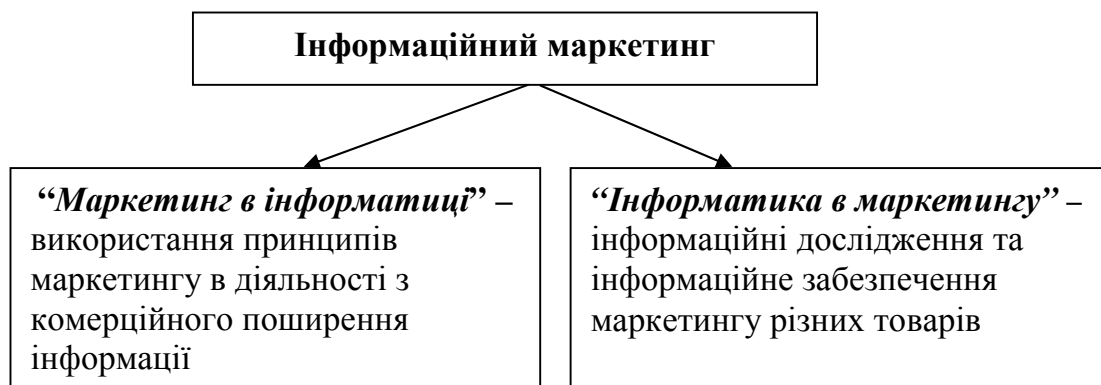 Інформаційний маркетинг
“Маркетинг в інформатиці” –
використання принципів
маркетингу в діяльності з
комерційного поширення
інформації
“Інформатика в маркетингу” –
інформаційні дослідження та
інформаційне забезпечення
маркетингу різних товарів